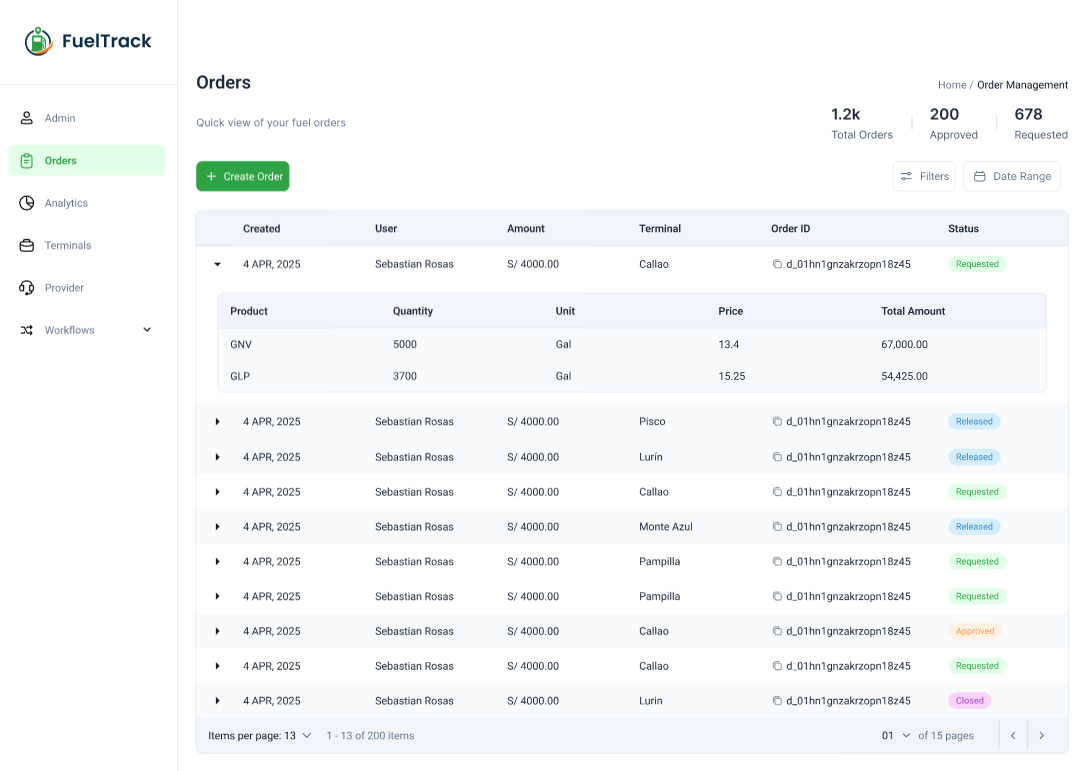 FuelTrack
Admin
Orders
Analytics
Terminals
Provider
Workflows
Orders
Home / Order Management
Quick view of your fuel orders
1.2k 200 678
Total Orders Approved Requested
+ Create Order Filters Date Range
Created User Amount Terminal Order ID Status
4 APR, 2025 Sebastian Rosas S/ 4000.00 Callao d_01hn1gnzakrzopn18z45 Requested
Product Quantity Unit Price Total Amount
GNV 5000 Gal 13.4 67,000.00
GLP 3700 Gal 15.25 54,425.00
4 APR, 2025 Sebastian Rosas S/ 4000.00 Pisco d_01hn1gnzakrzopn18z45 Released
4 APR, 2025 Sebastian Rosas S/ 4000.00 Lurín d_01hn1gnzakrzopn18z45 Released
4 APR, 2025 Sebastian Rosas S/ 4000.00 Callao d_01hn1gnzakrzopn18z45 Requested
4 APR, 2025 Sebastian Rosas S/ 4000.00 Monte Azul d_01hn1gnzakrzopn18z45 Released
4 APR, 2025 Sebastian Rosas S/ 4000.00 Pampilla d_01hn1gnzakrzopn18z45 Requested
4 APR, 2025 Sebastian Rosas S/ 4000.00 Pampilla d_01hn1gnzakrzopn18z45 Requested
4 APR, 2025 Sebastian Rosas S/ 4000.00 Callao d_01hn1gnzakrzopn18z45 Approved
4 APR, 2025 Sebastian Rosas S/ 4000.00 Callao d_01hn1gnzakrzopn18z45 Requested
4 APR, 2025 Sebastian Rosas S/ 4000.00 Lurin d_01hn1gnzakrzopn18z45 Closed
Items per page: 13 1 - 13 of 200 items 01 of 15 pages